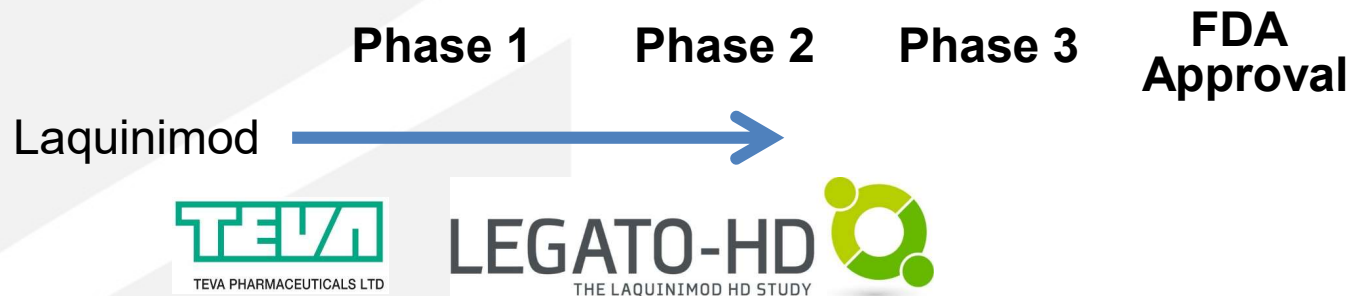 Phase 1 Phase 2 Phase 3 FDA Approval
Laquinimod
TEVA
TEVA PHARMACEUTICALS LTD
LEGATO-HD
THE LAQUINIMOD HD STUDY